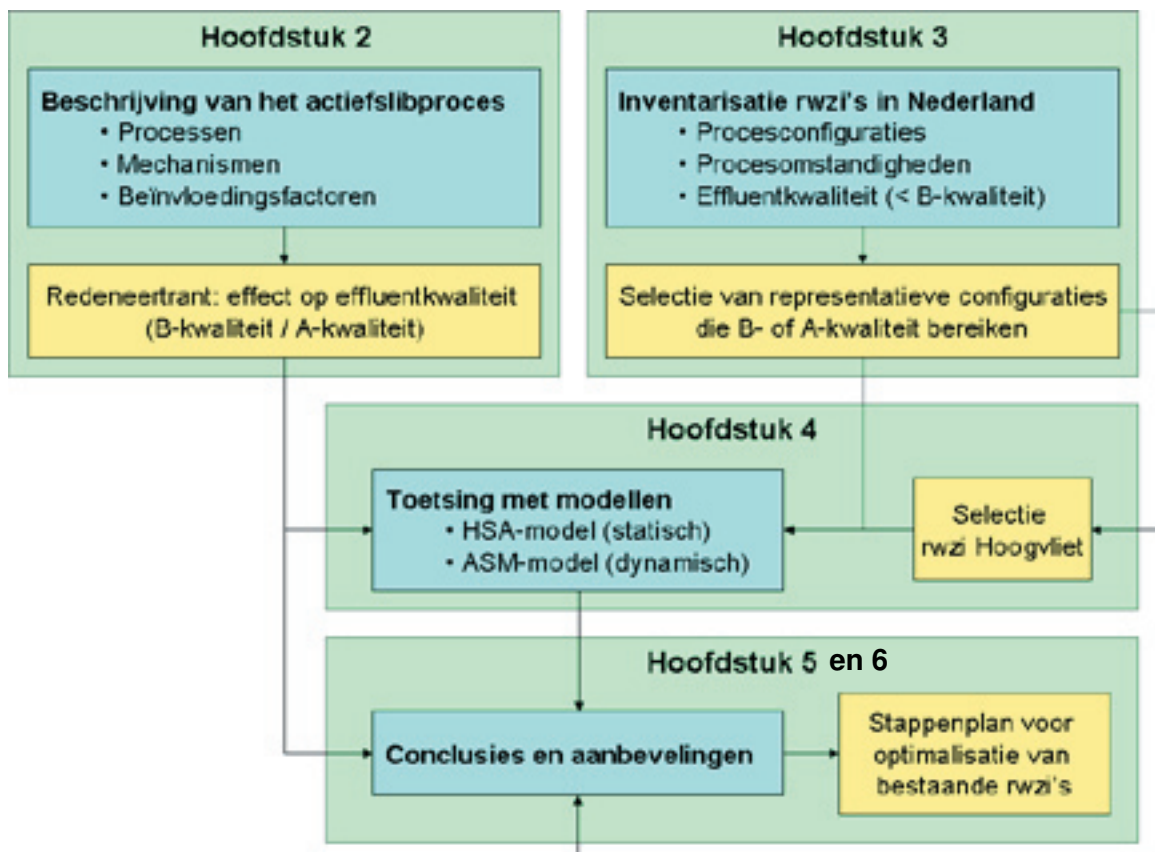 Hoofdstuk 2
Beschrijving van het actiefslibproces
• Processen
• Mechanismen
• Beïnvloedingsfactoren
Redeneertrant: effect op effluentkwaliteit
(B-kwaliteit / A-kwaliteit)
Hoofdstuk 3
Inventarisatie rwzi's in Nederland
• Procesconfiguraties
• Procesomstandigheden
• Effluentkwaliteit (< B-kwaliteit)
Selectie van representatieve configuraties
die B- of A-kwaliteit bereiken
Hoofdstuk 4
Toetsing met modellen
• HSA-model (statisch)
• ASM-model (dynamisch)
Selectie
rwzi Hoogvliet
Hoofdstuk 5 en 6
Conclusies en aanbevelingen
Stappenplan voor
optimalisatie van
bestaande rwzi's